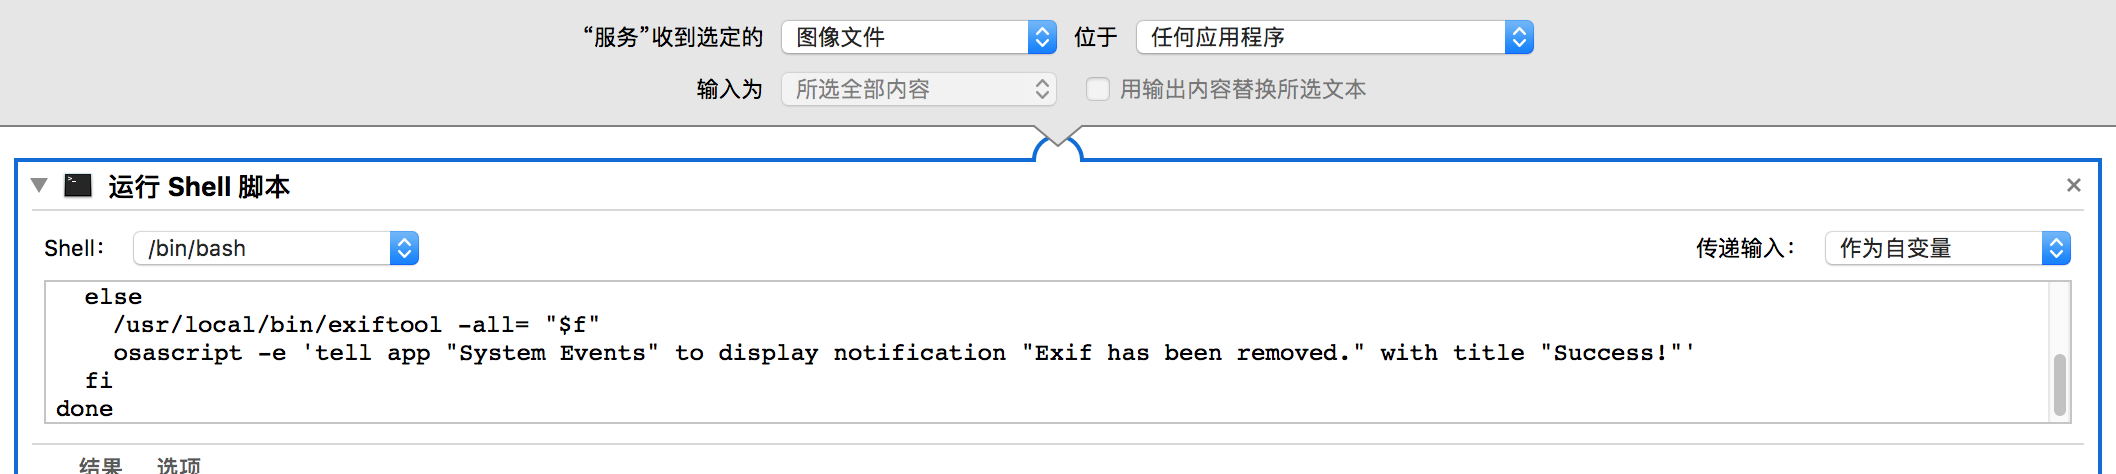 “服务”收到选定的 图像文件 位于 任何应用程序
输入为 所选全部内容 用输出内容替换所选文本
运行 Shell 脚本
Shell： /bin/bash 传递输入： 作为自变量
else
/usr/local/bin/exiftool -all= "$f"
osascript -e 'tell app "System Events" to display notification "Exif has been removed." with title "Success!"'
fi
done
结果 选项